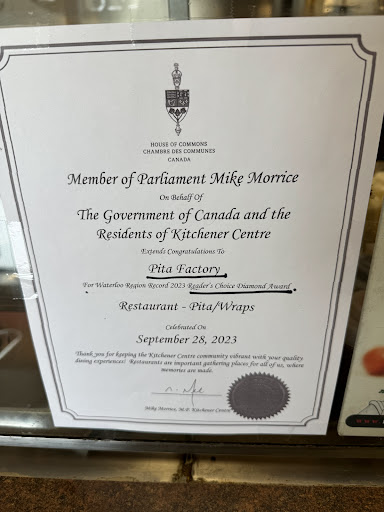 HOUSE OF COMMONS
CHAMBRE DES COMMUNES
CANADA
Member of Parliament Mike Morrice
On Behalf Of
The Government of Canada and the
Residents of Kitchener Centre
Extends Congratulations To
Pita Factory
For Waterloo Region Record 2023 Reader's Choice Diamond Award
Restaurant - Pita/Wraps
Celebrated On
September 28, 2023
Thank you for keeping the Kitchener Centre community vibrant with your quality
dining experiences! Restaurants are important gathering places for all of us, where
memories are made.
Mike Morrice, M.P. Kitchener Centre